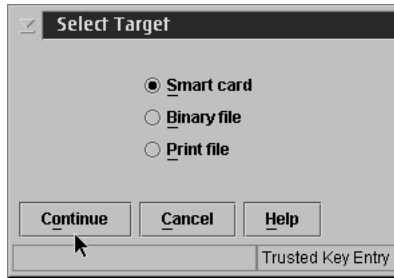 Select Target
Smart card
Binary file
Print file
Continue Cancel Help
Trusted Key Entry